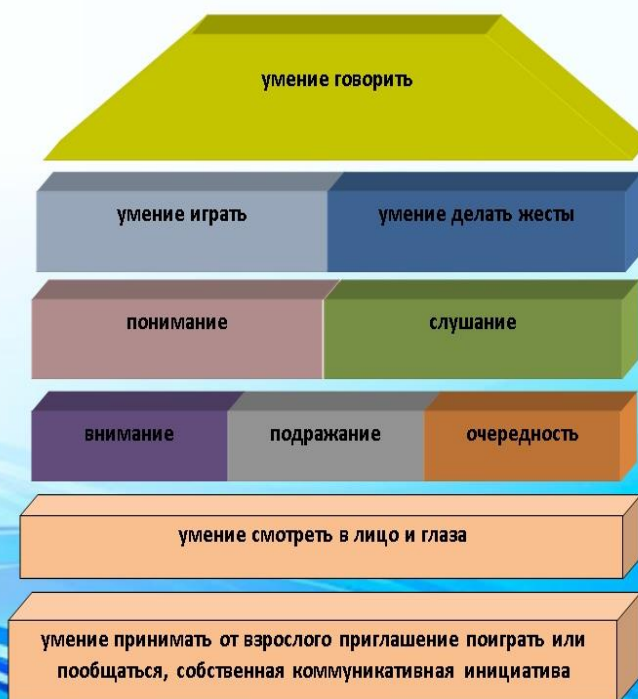 умение говорить
умение играть
умение делать жесты
понимание
слушание
внимание
подражание
очередность
умение смотреть в лицо и глаза
умение принимать от взрослого приглашение поиграть или
пообщаться, собственная коммуникативная инициатива